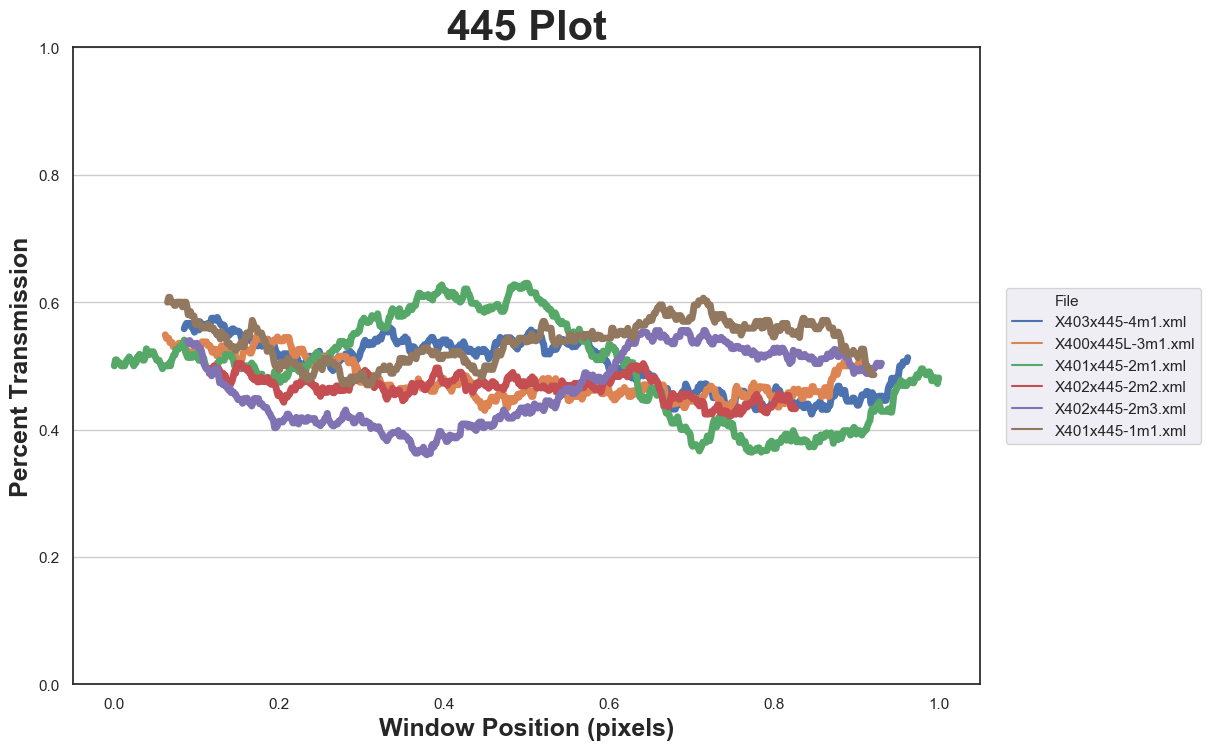 445 Plot
1.0
0.8
0.6
0.4
0.2
0.0
Percent Transmission
0.0 0.2 0.4 0.6 0.8 1.0
Window Position (pixels)
File
X403x445-4m1.xml
X400x445L-3m1.xml
X401x445-2m1.xml
X402x445-2m2.xml
X402x445-2m3.xml
X401x445-1m1.xml